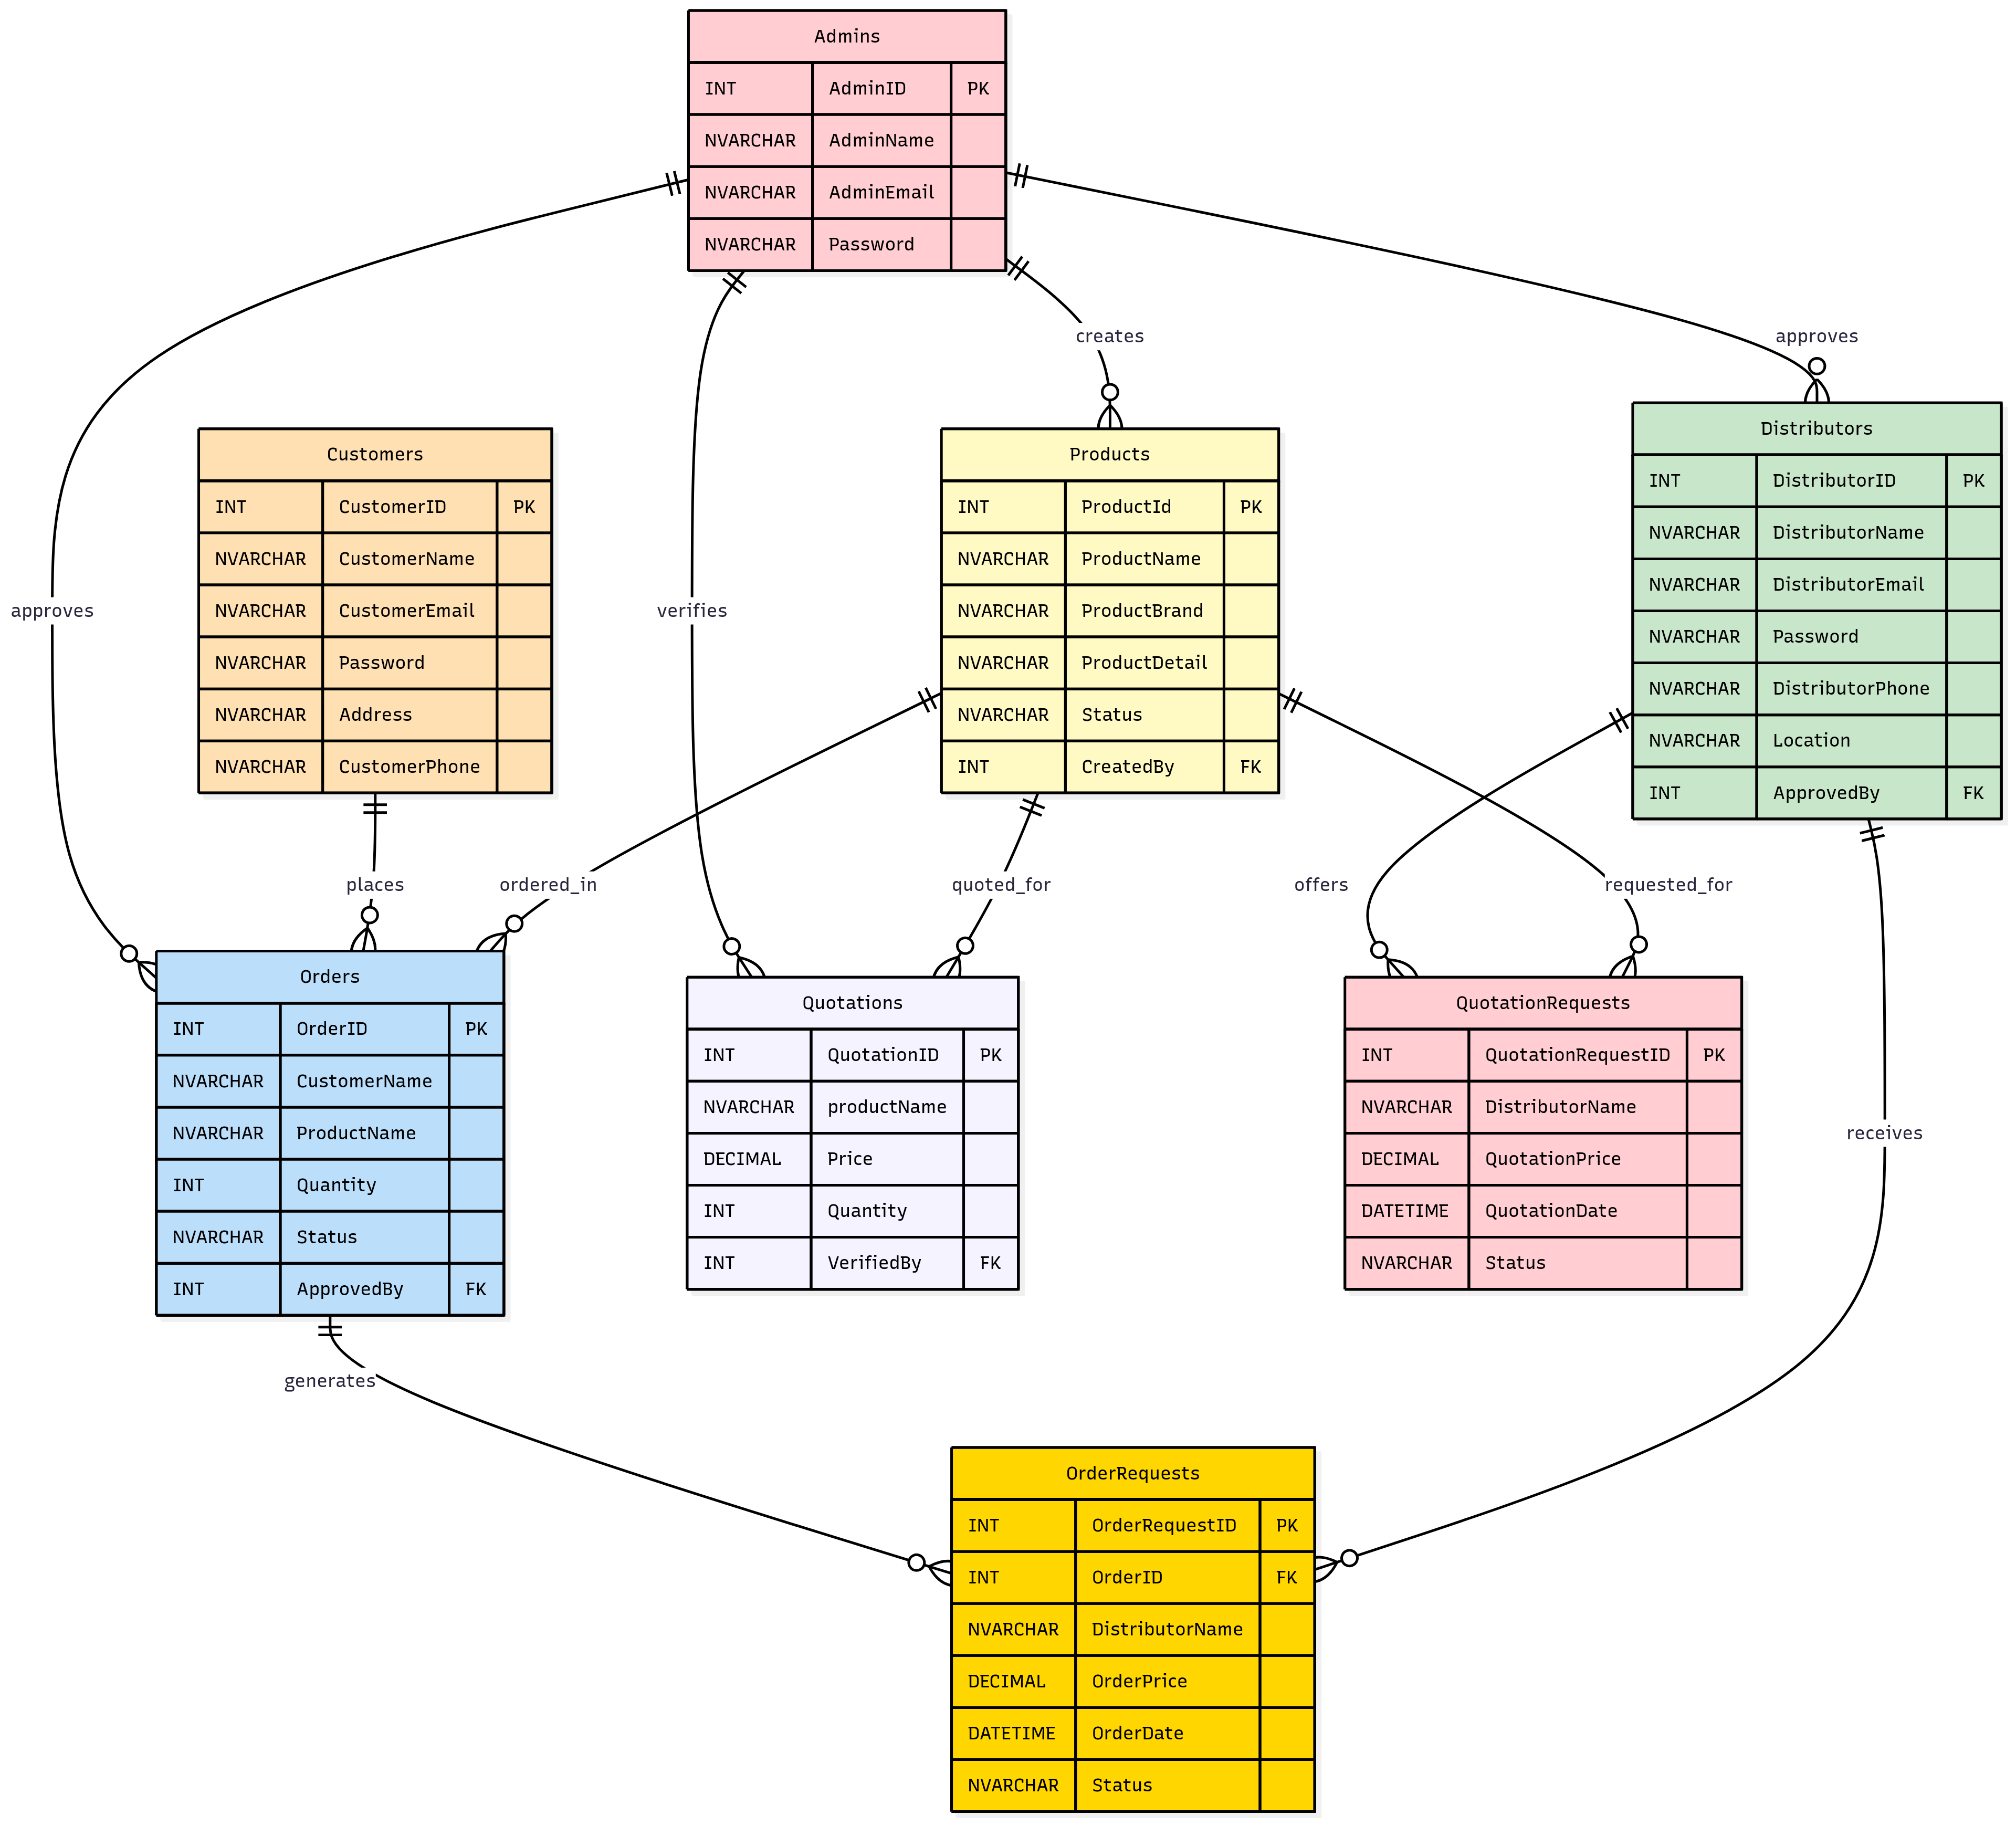 Admins
INT AdminID PK
NVARCHAR AdminName
NVARCHAR AdminEmail
NVARCHAR Password
creates
approves
Customers
INT CustomerID PK
NVARCHAR CustomerName
NVARCHAR CustomerEmail
NVARCHAR Password
NVARCHAR Address
NVARCHAR CustomerPhone
Products
INT ProductId PK
NVARCHAR ProductName
NVARCHAR ProductBrand
NVARCHAR ProductDetail
NVARCHAR Status
INT CreatedBy FK
Distributors
INT DistributorID PK
NVARCHAR DistributorName
NVARCHAR DistributorEmail
NVARCHAR Password
NVARCHAR DistributorPhone
NVARCHAR Location
INT ApprovedBy FK
approves
verifies
places
ordered_in
quoted_for
offers
requested_for
Orders
INT OrderID PK
NVARCHAR CustomerName
NVARCHAR ProductName
INT Quantity
NVARCHAR Status
INT ApprovedBy FK
Quotations
INT QuotationID PK
NVARCHAR productName
DECIMAL Price
INT Quantity
INT VerifiedBy FK
QuotationRequests
INT QuotationRequestID PK
NVARCHAR DistributorName
DECIMAL QuotationPrice
DATETIME QuotationDate
NVARCHAR Status
receives
generates
OrderRequests
INT OrderRequestID PK
INT OrderID FK
NVARCHAR DistributorName
DECIMAL OrderPrice
DATETIME OrderDate
NVARCHAR Status